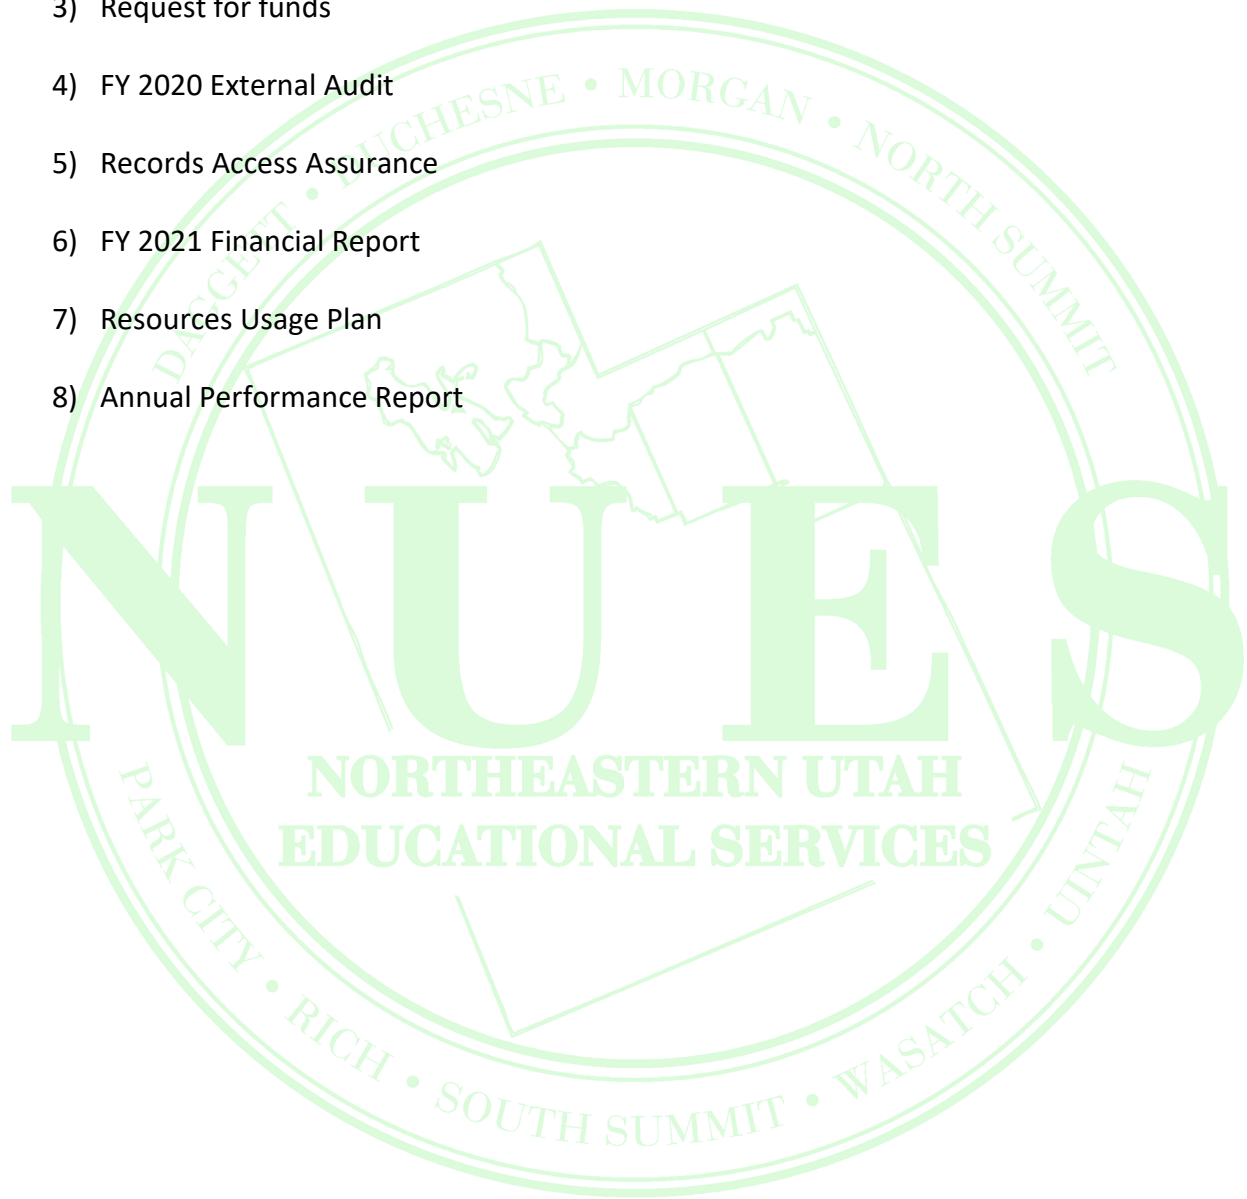 3) Request for funds
4) FY 2020 External Audit
5) Records Access Assurance
6) FY 2021 Financial Report
7) Resources Usage Plan
8) Annual Performance Report
DAGGETT • DUCHESNE • MORGAN • NORTH SUMMIT
NUES
NORTHEASTERN UTAH
EDUCATIONAL SERVICES
PARK CITY • RICH • SOUTH SUMMIT • WASATCH • UINTAH